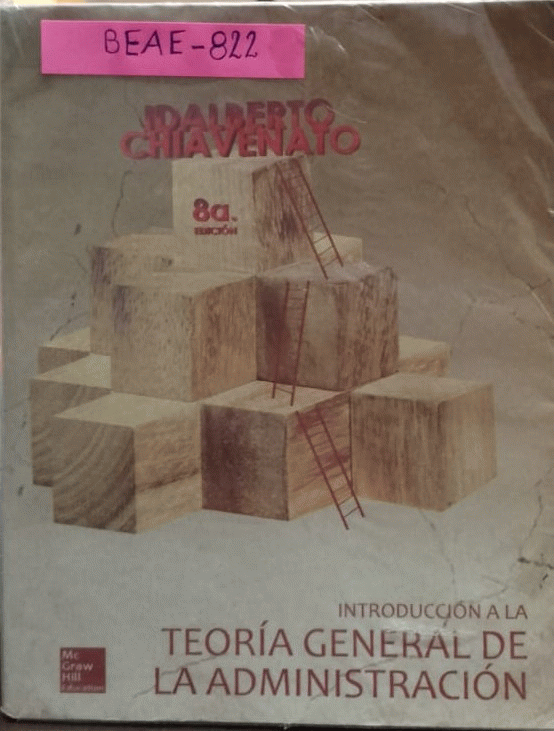 BEAE-822
IDALBERTO
CHIAVENATO
8a.
EDICIÓN
INTRODUCCIÓN A LA
TEORÍA GENERAL DE
LA ADMINISTRACIÓN
Mc
Graw
Hill
Education